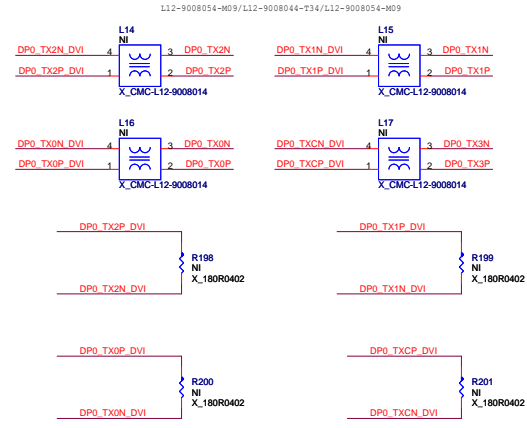 L12-9008054-M09/L12-9008044-T34/L12-9008054-M09
L14
NI
DP0_TX2N_DVI 4 3 DP0_TX2N
DP0_TX2P_DVI 1 2 DP0_TX2P
X_CMC-L12-9008014
L15
NI
DP0_TX1N_DVI 4 3 DP0_TX1N
DP0_TX1P_DVI 1 2 DP0_TX1P
X_CMC-L12-9008014
L16
NI
DP0_TX0N_DVI 4 3 DP0_TX0N
DP0_TX0P_DVI 1 2 DP0_TX0P
X_CMC-L12-9008014
L17
NI
DP0_TXCN_DVI 4 3 DP0_TX3N
DP0_TXCP_DVI 1 2 DP0_TX3P
X_CMC-L12-9008014
DP0_TX2P_DVI
R198
NI
X_180R0402
DP0_TX2N_DVI
DP0_TX1P_DVI
R199
NI
X_180R0402
DP0_TX1N_DVI
DP0_TX0P_DVI
R200
NI
X_180R0402
DP0_TX0N_DVI
DP0_TXCP_DVI
R201
NI
X_180R0402
DP0_TXCN_DVI